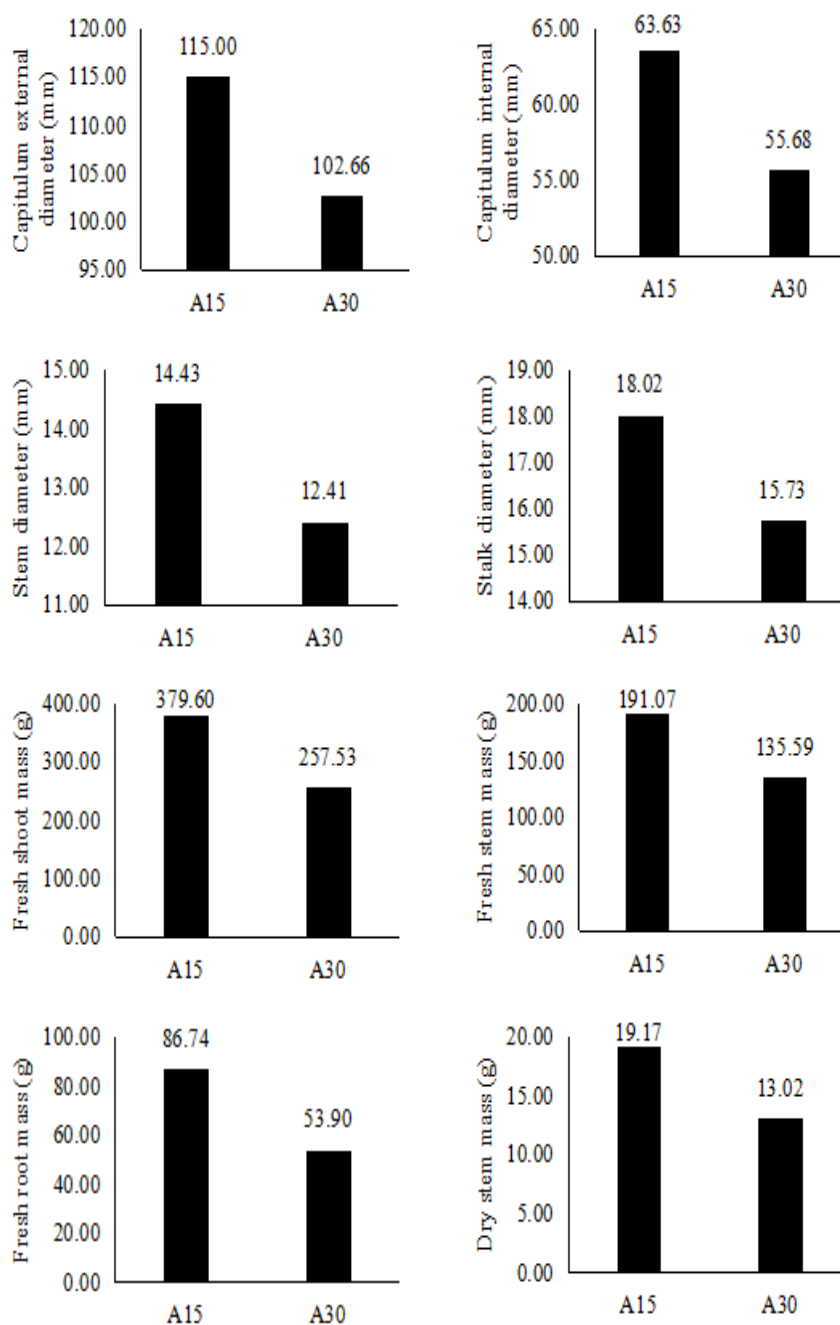 Capitulum external
diameter (mm)
120.00
115.00
110.00
105.00
100.00
95.00
115.00
102.66
A15
A30
Capitulum internal
diameter (mm)
65.00
60.00
55.00
50.00
63.63
55.68
A15
A30
Stem diameter (mm)
15.00
14.00
13.00
12.00
11.00
14.43
12.41
A15
A30
Stalk diameter (mm)
19.00
18.00
17.00
16.00
15.00
14.00
18.02
15.73
A15
A30
Fresh shoot mass (g)
400.00
300.00
200.00
100.00
0.00
379.60
257.53
A15
A30
Fresh stem mass (g)
200.00
150.00
100.00
50.00
0.00
191.07
135.59
A15
A30
Fresh root mass (g)
100.00
80.00
60.00
40.00
20.00
0.00
86.74
53.90
A15
A30
Dry stem mass (g)
20.00
15.00
10.00
5.00
0.00
19.17
13.02
A15
A30